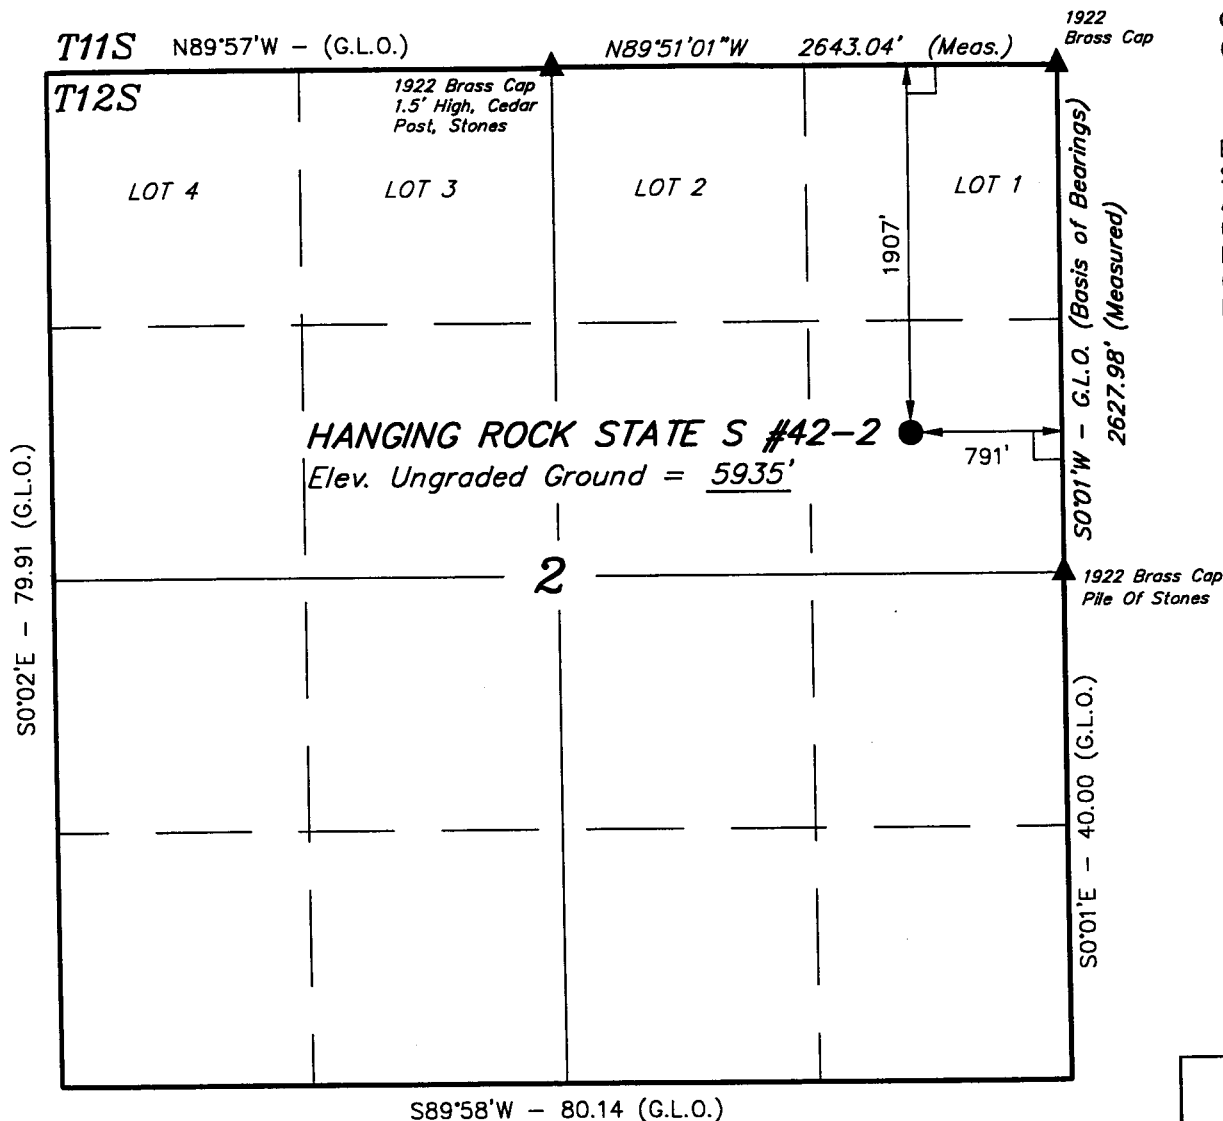 T11S N89°57'W - (G.L.O.) N89°51'01"W 2643.04' (Meas.)
1922
Brass Cap
T12S
1922 Brass Cap
1.5' High, Cedar
Post, Stones
LOT 4 LOT 3 LOT 2 LOT 1
1907'
S0°01'W - G.L.O. (Basis of Bearings)
2627.98' (Measured)
HANGING ROCK STATE S #42-2
Elev. Ungraded Ground = 5935'
791'
S0°02'E - 79.91 (G.L.O.)
2
1922 Brass Cap
Pile Of Stones
S0°01'E - 40.00 (G.L.O.)
S89°58'W - 80.14 (G.L.O.)